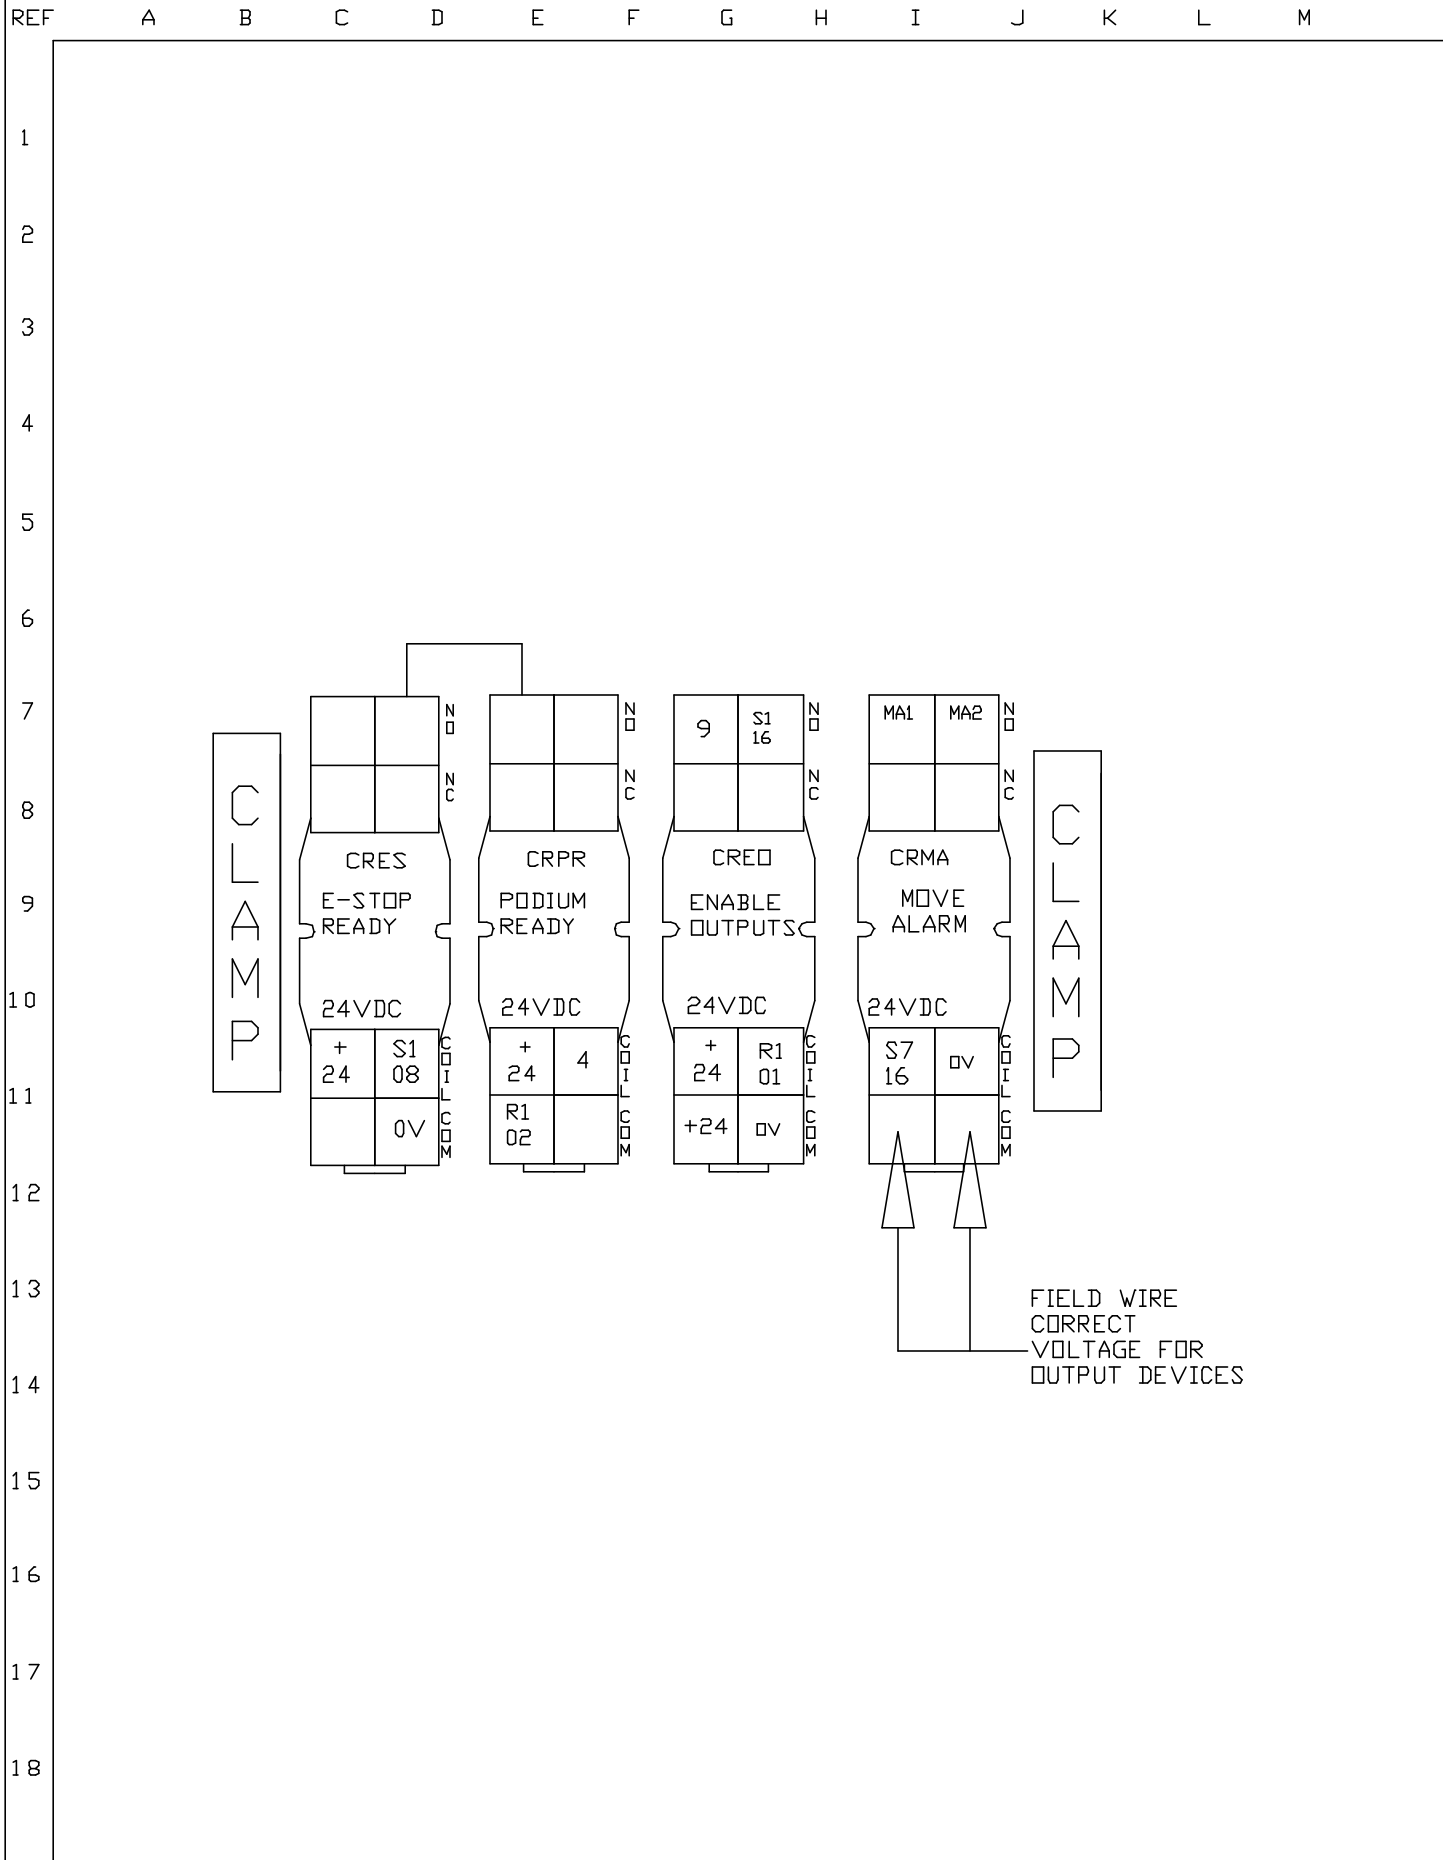 REF A B C D E F G H I J K L M
1
2
3
4
5
6
7
8
9
10
11
12
13
14
15
16
17
18
CLAMP
NO
NC
CRES
E-STOP
READY
24VDC
+
24
S1
08
0V
COIL
COM
NO
NC
CRPR
PODIUM
READY
24VDC
+
24
4
R1
02
COIL
COM
9
S1
16
NO
NC
CREO
ENABLE
OUTPUTS
24VDC
+
24
R1
01
+24
0V
COIL
COM
MA1
MA2
NO
NC
CRMA
MOVE
ALARM
24VDC
S7
16
0V
COIL
COM
CLAMP
FIELD WIRE
CORRECT
VOLTAGE FOR
OUTPUT DEVICES